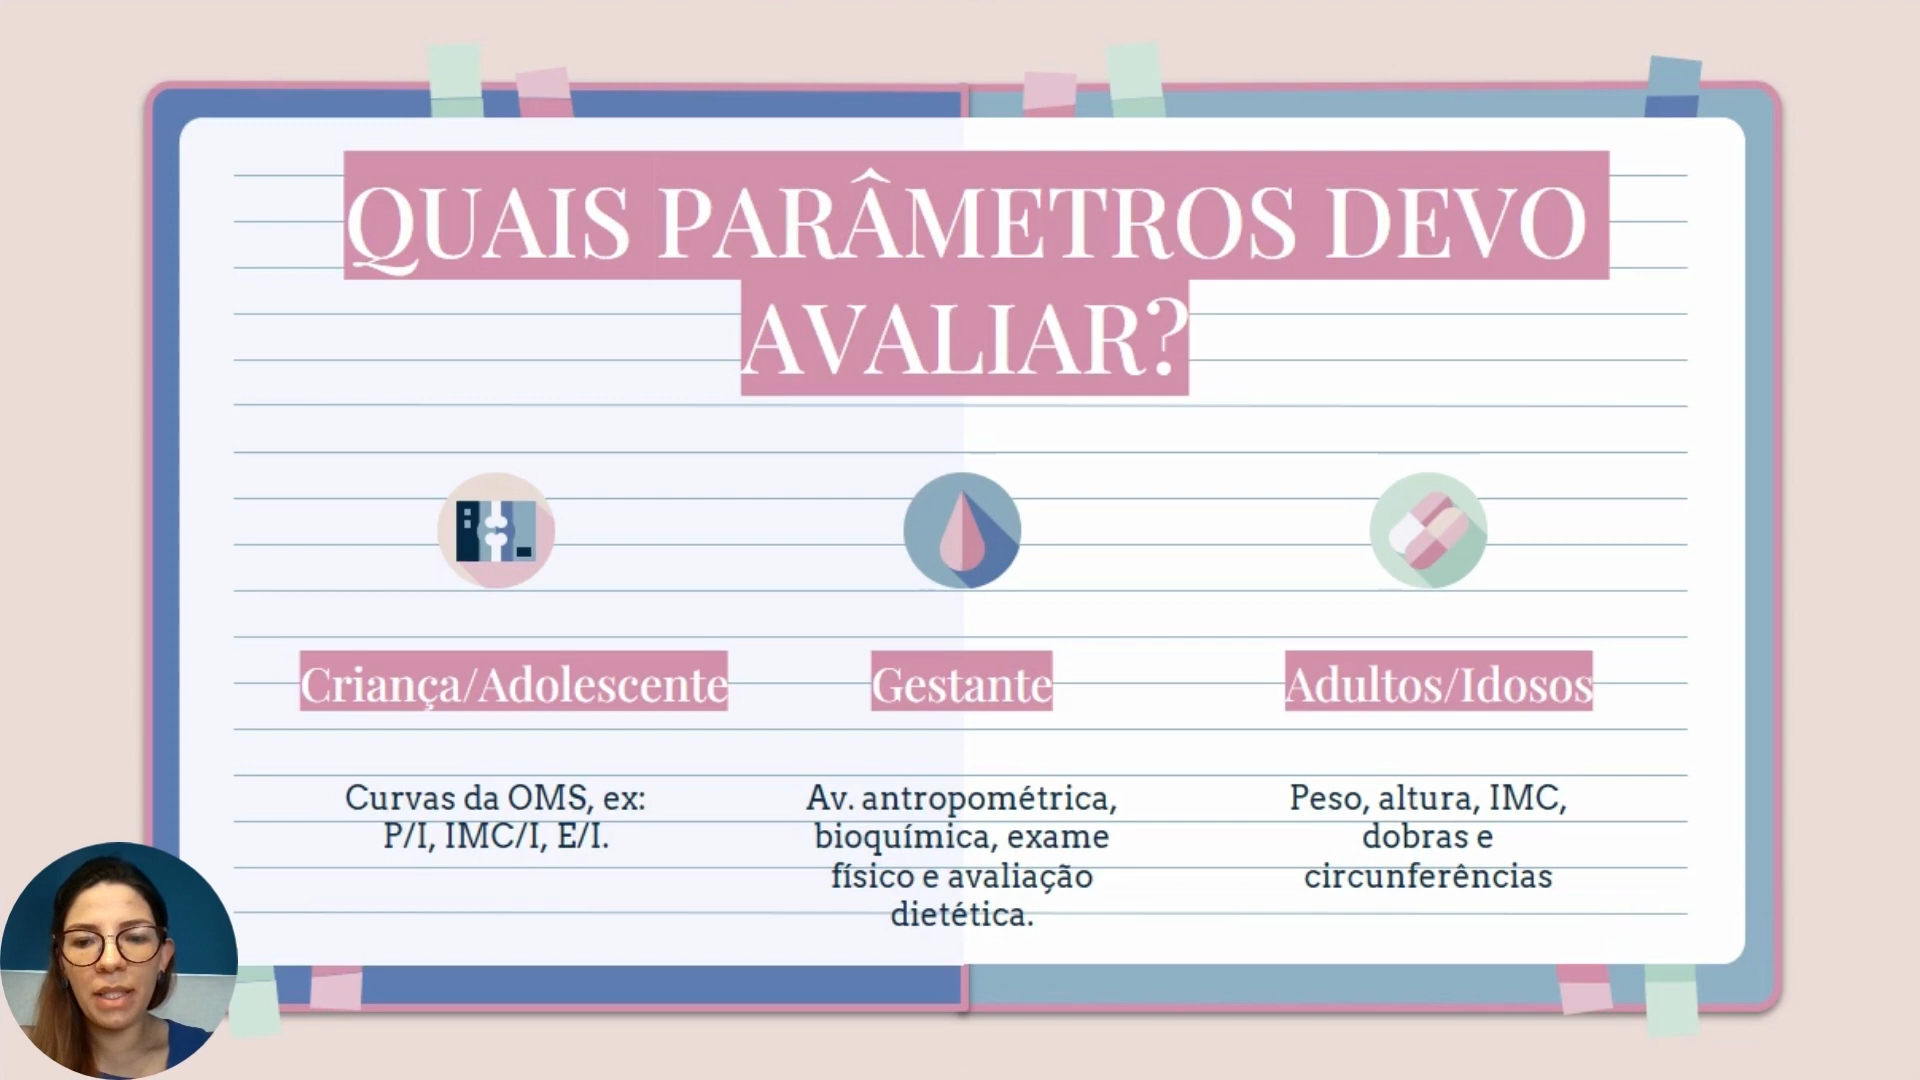 QUAIS PARÂMETROS DEVO
AVALIAR?
Criança/Adolescente
Curvas da OMS, ex:
P/I, IMC/I, E/I.
Gestante
Av. antropométrica,
bioquímica, exame
físico e avaliação
dietética.
Adultos/Idosos
Peso, altura, IMC,
dobras e
circunferências